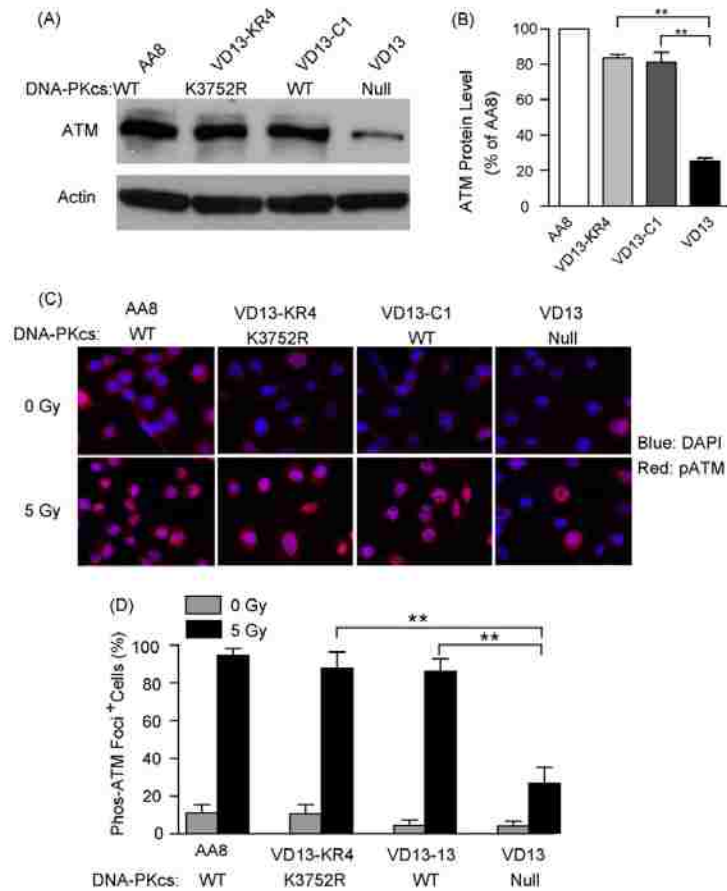 (A)
AA8
VD13-KR4
VD13-C1
VD13
DNA-PKcs:WT K3752R WT Null
ATM
Actin
(B)
**
**
ATM Protein Level
(% of AA8)
100
80
60
40
20
0
AA8
VD13-KR4
VD13-C1
VD13
(C)
AA8 VD13-KR4 VD13-C1 VD13
DNA-PKcs: WT K3752R WT Null
0 Gy
5 Gy
Blue: DAPI
Red: pATM
(D)
0 Gy
5 Gy
**
**
Phos-ATM Foci +Cells (%)
100
80
60
40
20
0
AA8 VD13-KR4 VD13-13 VD13
DNA-PKcs: WT K3752R WT Null